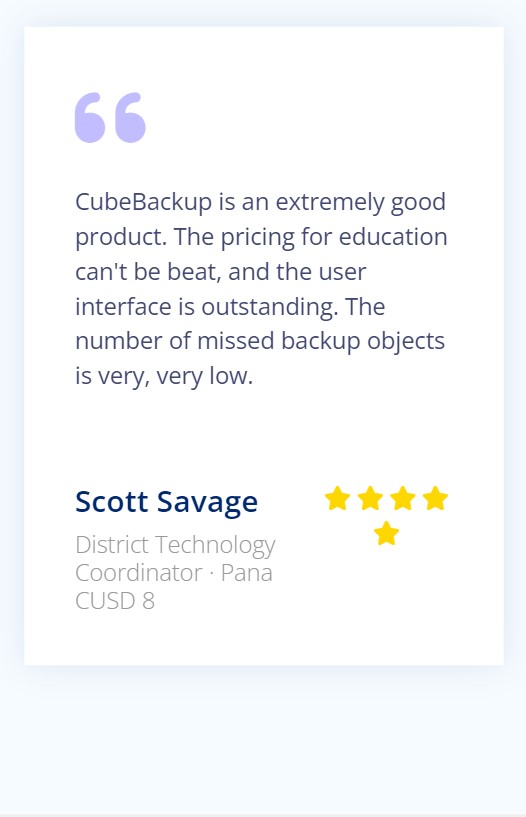 CubeBackup is an extremely good
product. The pricing for education
can't be beat, and the user
interface is outstanding. The
number of missed backup objects
is very, very low.
Scott Savage
District Technology
Coordinator · Pana
CUSD 8